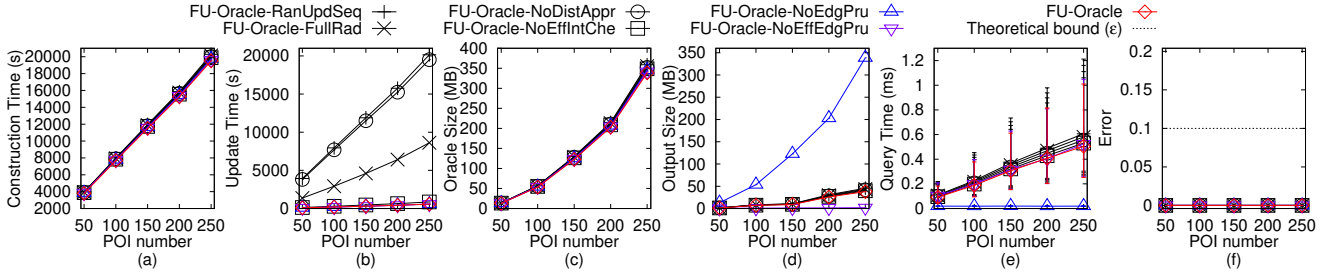 FU-Oracle-RanUpdSeq
FU-Oracle-FullRad
FU-Oracle-NoDistAppr
FU-Oracle-NoEffIntChe
FU-Oracle-NoEdgPru
FU-Oracle-NoEffEdgPru
FU-Oracle
Theoretical bound (ε)
Construction Time (s)
20000
18000
16000
14000
12000
10000
8000
6000
4000
2000
50 100 150 200 250
POI number
(a)
Update Time (s)
20000
15000
10000
5000
0
50 100 150 200 250
POI number
(b)
Oracle Size (MB)
400
350
300
250
200
150
100
50
0
50 100 150 200 250
POI number
(c)
Output Size (MB)
350
300
250
200
150
100
50
0
50 100 150 200 250
POI number
(d)
Query Time (ms)
1.2
1.0
0.8
0.6
0.4
0.2
0
50 100 150 200 250
POI number
(e)
Error
0.2
0.15
0.1
0.05
0
50 100 150 200 250
POI number
(f)